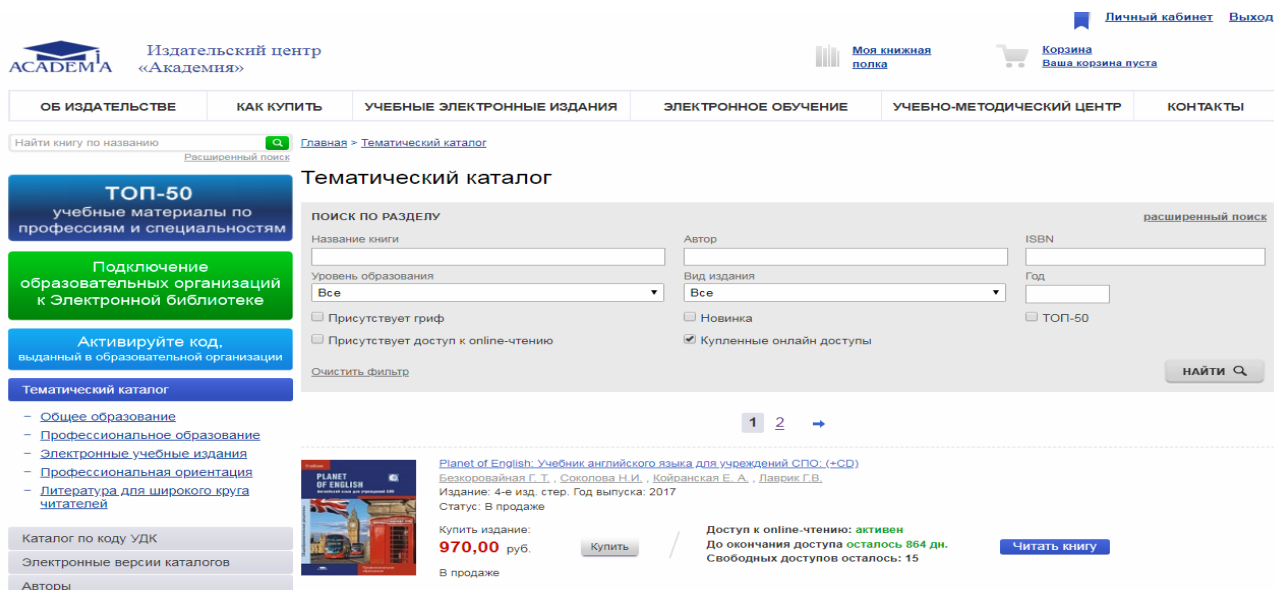 Личный кабинет Выход
ACADEMIA
Издательский центр
«Академия»
Моя книжная
полка
Корзина
Ваша корзина пуста
ОБ ИЗДАТЕЛЬСТВЕ КАК КУПИТЬ УЧЕБНЫЕ ЭЛЕКТРОННЫЕ ИЗДАНИЯ ЭЛЕКТРОННОЕ ОБУЧЕНИЕ УЧЕБНО-МЕТОДИЧЕСКИЙ ЦЕНТР КОНТАКТЫ
Найти книгу по названию
Расширенный поиск
ТОП-50
учебные материалы по
профессиям и специальностям
Подключение
образовательных организаций
к Электронной библиотеке
Активируйте код,
выданный в образовательной организации
Тематический каталог
– Общее образование
– Профессиональное образование
– Электронные учебные издания
– Профессиональная ориентация
– Литература для широкого круга
читателей
Каталог по коду УДК
Электронные версии каталогов
Авторы
Главная > Тематический каталог
Тематический каталог
ПОИСК ПО РАЗДЕЛУ расширенный поиск
Название книги Автор ISBN
Уровень образования Вид издания Год
Все Все
Присутствует гриф Новинка ТОП-50
Присутствует доступ к online-чтению Купленные онлайн доступы
Очистить фильтр НАЙТИ
1 2
PLANET
OF ENGLISH
Planet of English: Учебник английского языка для учреждений СПО: (+CD)
Безкоровайная Г. Т. , Соколова Н.И. , Койранская Е. А. , Лаврик Г.В.
Издание: 4-е изд. стер. Год выпуска: 2017
Статус: В продаже
Купить издание:
970,00 руб. Купить
В продаже
Доступ к online-чтению: активен
До окончания доступа осталось 864 дн.
Свободных доступов осталось: 15
Читать книгу